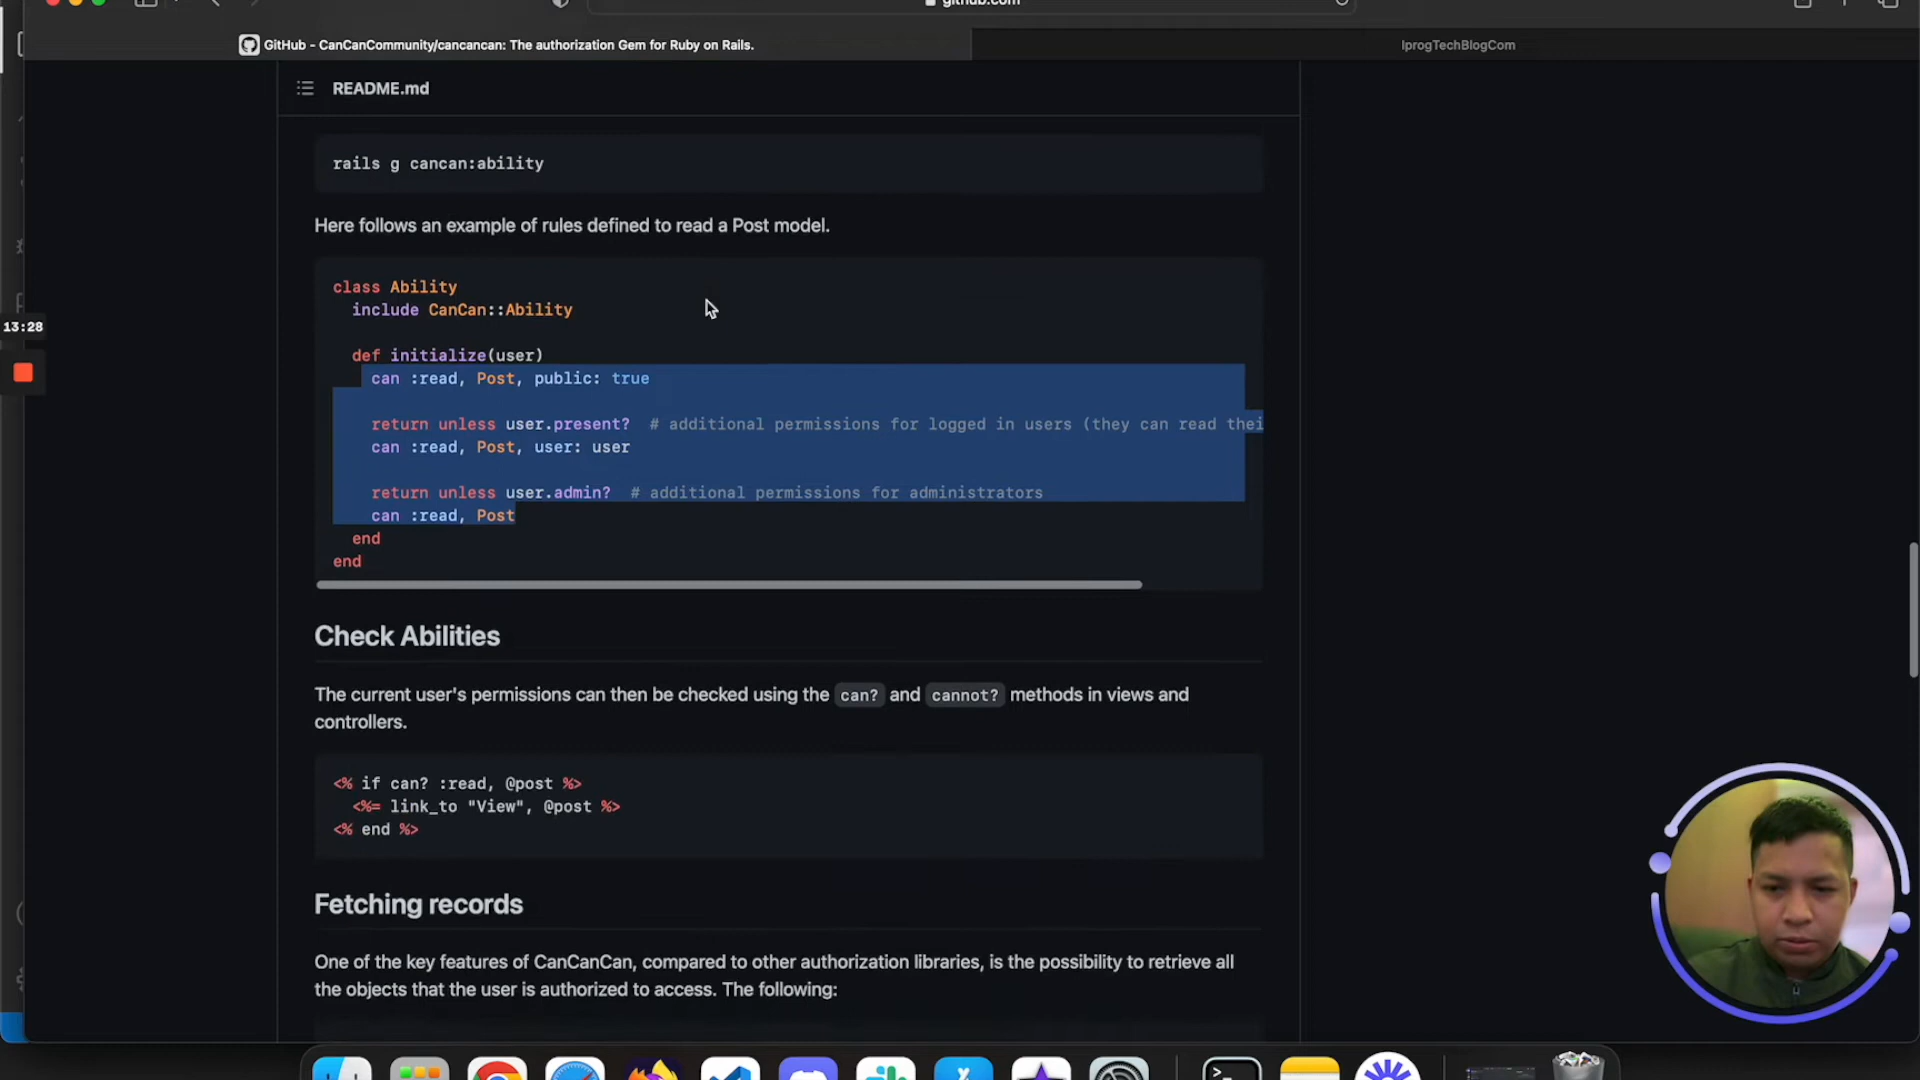 github.com
GitHub - CanCanCommunity/cancancan: The authorization Gem for Ruby on Rails.
IprogTechBlogCom
README.md
rails g cancan:ability
Here follows an example of rules defined to read a Post model.
class Ability
include CanCan::Ability
13:28
def initialize(user)
can :read, Post, public: true
return unless user.present? # additional permissions for logged in users (they can read thei
can :read, Post, user: user
return unless user.admin? # additional permissions for administrators
can :read, Post
end
end
Check Abilities
The current user's permissions can then be checked using the can? and cannot? methods in views and
controllers.
<% if can? :read, @post %>
<%= link_to "View", @post %>
<% end %>
Fetching records
One of the key features of CanCanCan, compared to other authorization libraries, is the possibility to retrieve all
the objects that the user is authorized to access. The following: